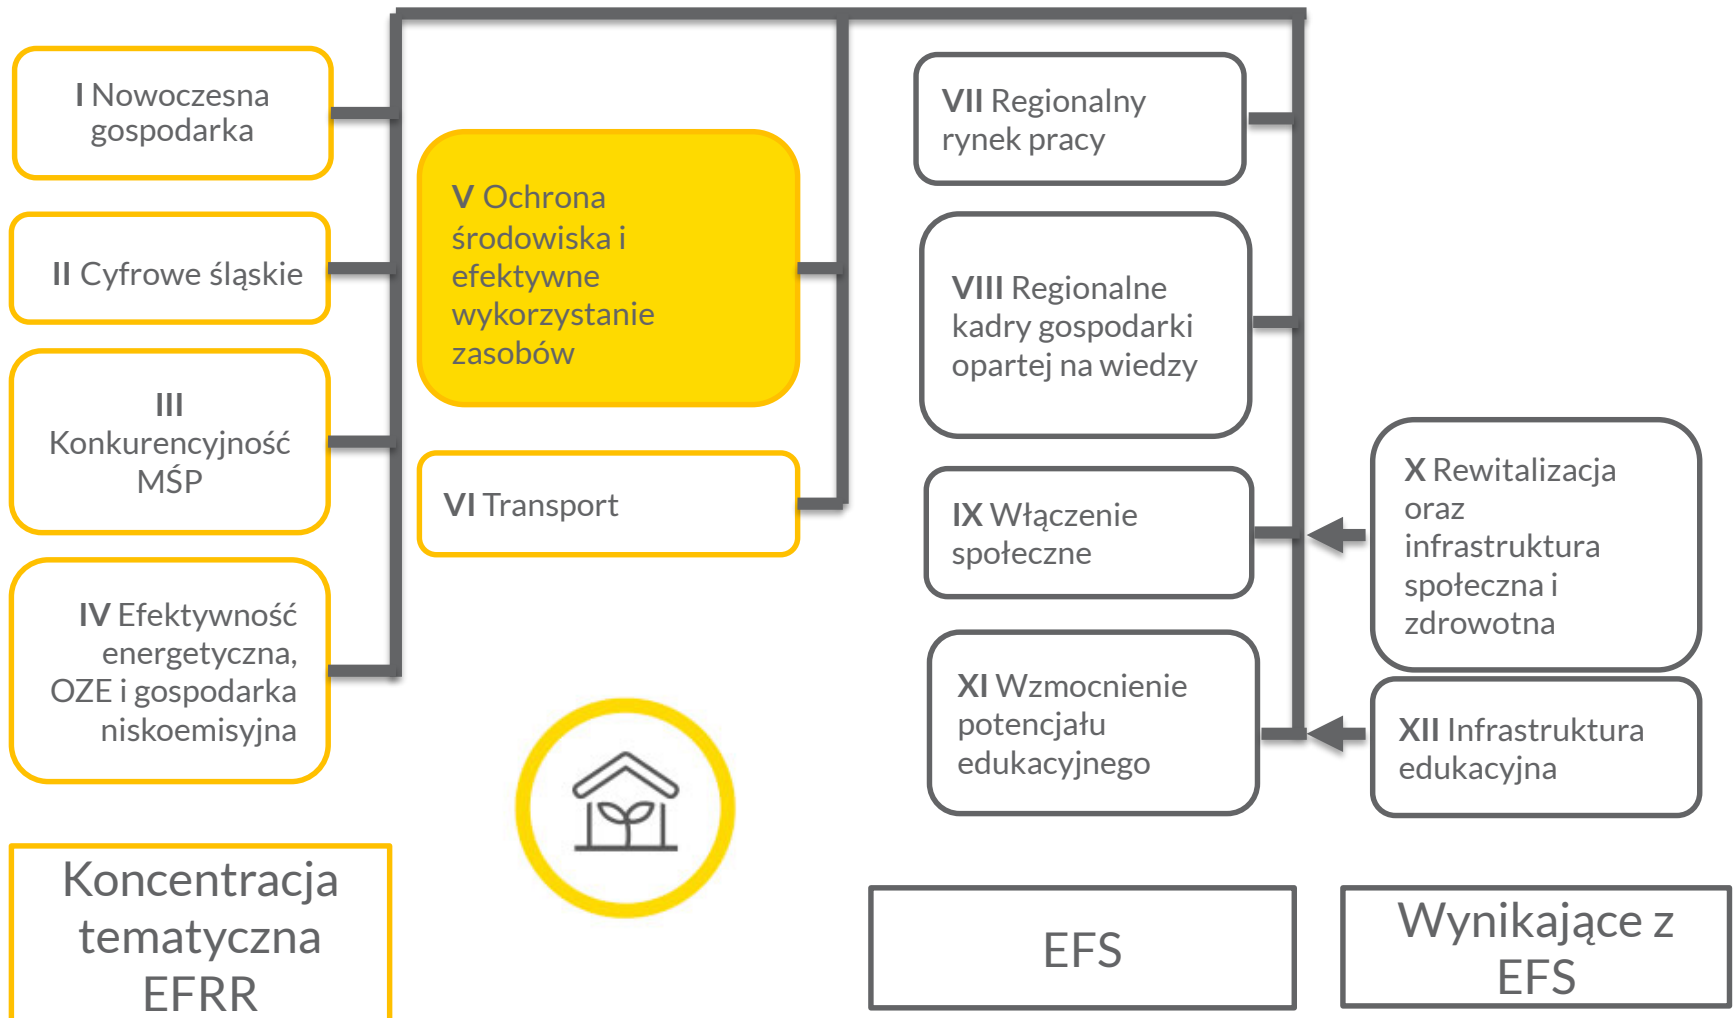 I Nowoczesna
gospodarka
II Cyfrowe śląskie
III
Konkurencyjność
MŚP
IV Efektywność
energetyczna,
OZE i gospodarka
niskoemisyjna
Koncentracja
tematyczna
EFRR
V Ochrona
środowiska i
efektywne
wykorzystanie
zasobów
VI Transport
VII Regionalny
rynek pracy
VIII Regionalne
kadry gospodarki
opartej na wiedzy
IX Włączenie
społeczne
XI Wzmocnienie
potencjału
edukacyjnego
EFS
X Rewitalizacja
oraz
infrastruktura
społeczna i
zdrowotna
XII Infrastruktura
edukacyjna
Wynikające z
EFS